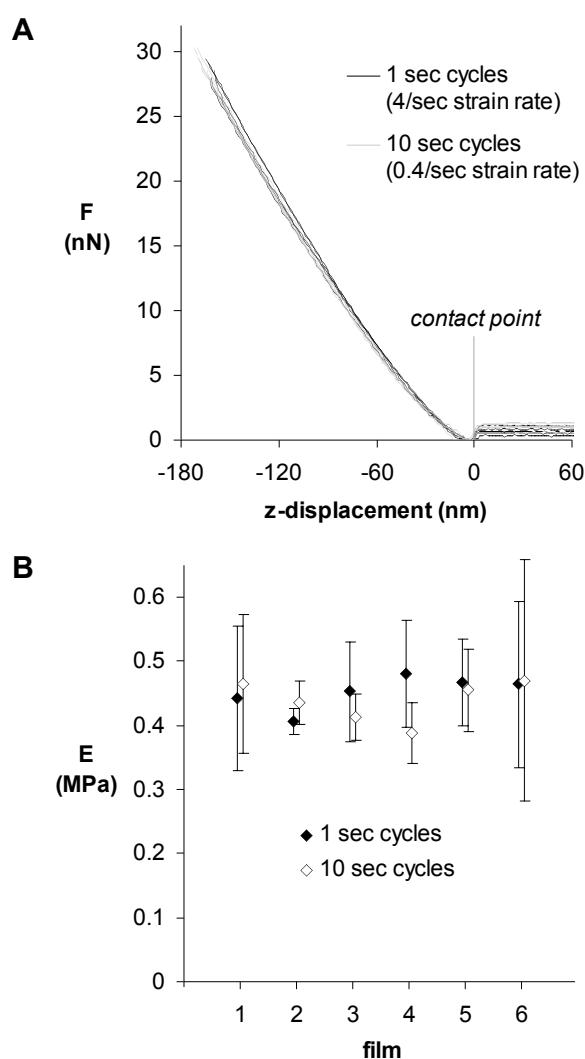 A
30
25
20
15
10
5
0
F
(nN)
1 sec cycles
(4/sec strain rate)
10 sec cycles
(0.4/sec strain rate)
contact point
-180
-120
-60
0
60
z-displacement (nm)
B
0.6
0.5
0.4
0.3
0.2
0.1
0
E
(MPa)
1 sec cycles
10 sec cycles
1
2
3
4
5
6
film